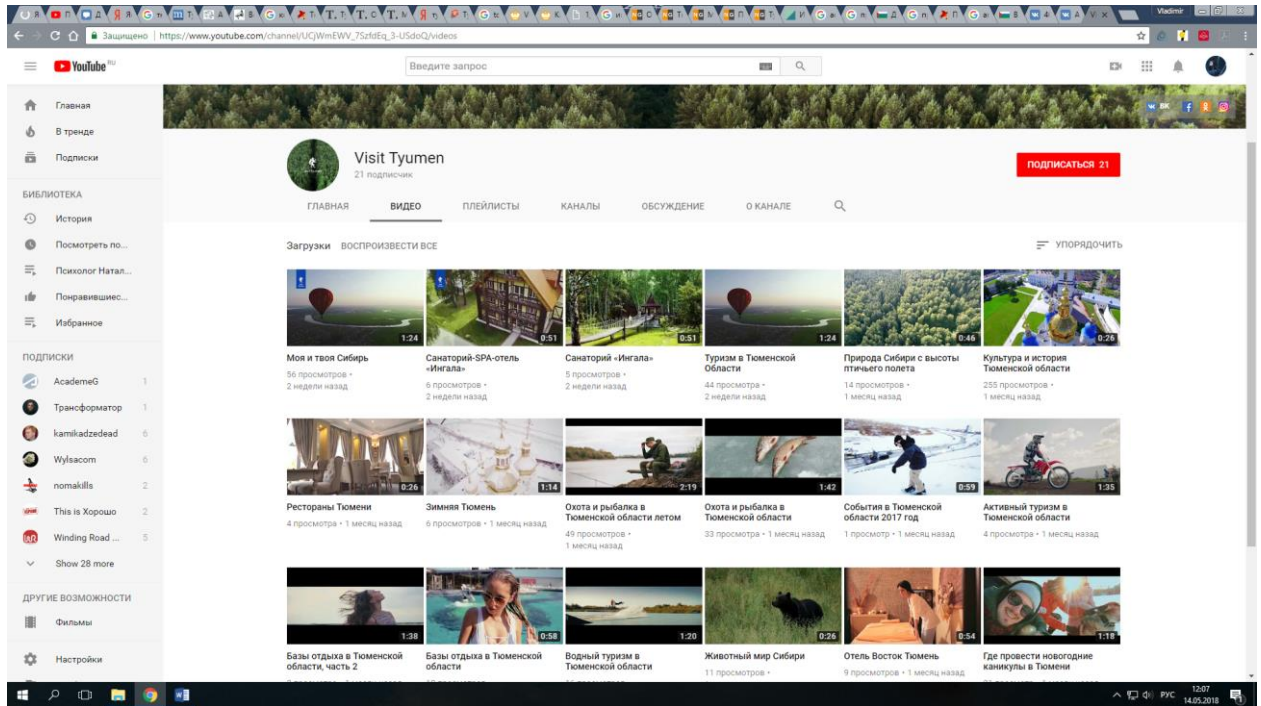 Vladimir
Защищено
https://www.youtube.com/channel/UCjWmEWV_7SzfdEq_3-USdoQ/videos
YouTube RU
Введите запрос
Главная
В тренде
Подписки
БИБЛИОТЕКА
История
Посмотреть по...
Психолог Натал...
Понравившиес...
Избранное
ПОДПИСКИ
AcademeG 1
Трансформатор 1
kamikadzedead 6
Wylsacom 6
nomakills 2
This is Хорошо 2
Winding Road ... 5
Show 28 more
ДРУГИЕ ВОЗМОЖНОСТИ
Фильмы
Настройки
ВК
Visit Tyumen
21 подписчик
ПОДПИСАТЬСЯ 21
ГЛАВНАЯ ВИДЕО ПЛЕЙЛИСТЫ КАНАЛЫ ОБСУЖДЕНИЕ О КАНАЛЕ
Загрузки ВОСПРОИЗВЕСТИ ВСЕ
УПОРЯДОЧИТЬ
1:24
Моя и твоя Сибирь
56 просмотров •
2 недели назад
0:51
Санаторий-SPA-отель
«Ингала»
6 просмотров •
2 недели назад
0:51
Санаторий «Ингала»
5 просмотров •
2 недели назад
1:24
Туризм в Тюменской
Области
44 просмотра •
2 недели назад
0:46
Природа Сибири с высоты
птичьего полета
14 просмотров •
1 месяц назад
0:26
Культура и история
Тюменской области
255 просмотров •
1 месяц назад
0:26
Рестораны Тюмени
4 просмотра • 1 месяц назад
1:14
Зимняя Тюмень
6 просмотров • 1 месяц назад
2:19
Охота и рыбалка в
Тюменской области летом
49 просмотров •
1 месяц назад
1:42
Охота и рыбалка в
Тюменской области
33 просмотра • 1 месяц назад
0:59
События в Тюменской
области 2017 год
1 просмотр • 1 месяц назад
1:35
Активный туризм в
Тюменской области
4 просмотра • 1 месяц назад
1:38
Базы отдыха в Тюменской
области, часть 2
0:58
Базы отдыха в Тюменской
области
1:20
Водный туризм в
Тюменской области
0:26
Животный мир Сибири
11 просмотров •
0:54
Отель Восток Тюмень
9 просмотров • 1 месяц назад
1:18
Где провести новогодние
каникулы в Тюмени
РУС
12:07
14.05.2018